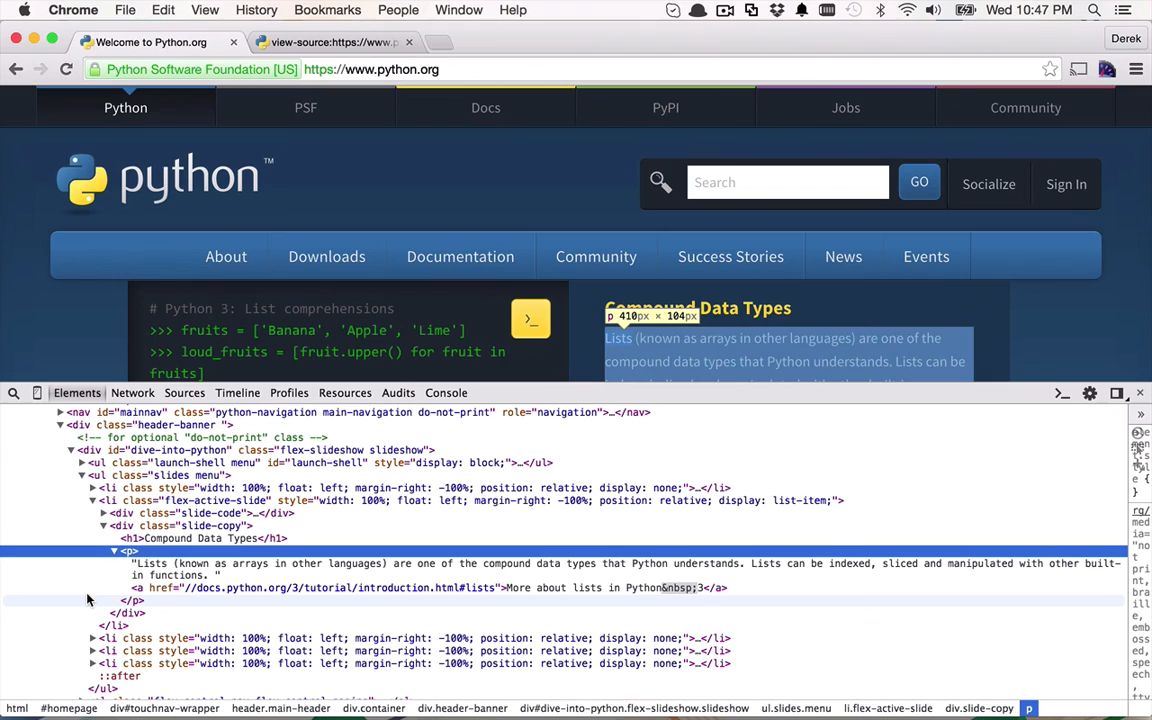 Chrome File Edit View History Bookmarks People Window Help Wed 10:47 PM
Welcome to Python.org view-source:https://www.p Derek
Python Software Foundation [US] https://www.python.org
Python PSF Docs PyPI Jobs Community
python™ Search GO Socialize Sign In
About Downloads Documentation Community Success Stories News Events
# Python 3: List comprehensions
>>> fruits = ['Banana', 'Apple', 'Lime']
>>> loud_fruits = [fruit.upper() for fruit in
fruits]
>_
Compound Data Types
p 410px × 104px
Lists (known as arrays in other languages) are one of the
compound data types that Python understands. Lists can be
Elements Network Sources Timeline Profiles Resources Audits Console
▶<nav id="mainnav" class="python-navigation main-navigation do-not-print" role="navigation">…</nav>
▼<div class="header-banner ">
<!-- for optional "do-not-print" class -->
▼<div id="dive-into-python" class="flex-slideshow slideshow">
▶<ul class="launch-shell menu" id="launch-shell" style="display: block;">…</ul>
▼<ul class="slides menu">
▶<li class style="width: 100%; float: left; margin-right: -100%; position: relative; display: none;">…</li>
▼<li class="flex-active-slide" style="width: 100%; float: left; margin-right: -100%; position: relative; display: list-item;">
▶<div class="slide-code">…</div>
▼<div class="slide-copy">
<h1>Compound Data Types</h1>
▼<p>
"Lists (known as arrays in other languages) are one of the compound data types that Python understands. Lists can be indexed, sliced and manipulated with other built-
in functions. "
<a href="//docs.python.org/3/tutorial/introduction.html#lists">More about lists in Python&nbsp;3</a>
</p>
</div>
</li>
▶<li class style="width: 100%; float: left; margin-right: -100%; position: relative; display: none;">…</li>
▶<li class style="width: 100%; float: left; margin-right: -100%; position: relative; display: none;">…</li>
▶<li class style="width: 100%; float: left; margin-right: -100%; position: relative; display: none;">…</li>
::after
</ul>
html #homepage div#touchnav-wrapper header.main-header div.container div.header-banner div#dive-into-python.flex-slideshow.slideshow ul.slides.menu li.flex-active-slide div.slide-copy p